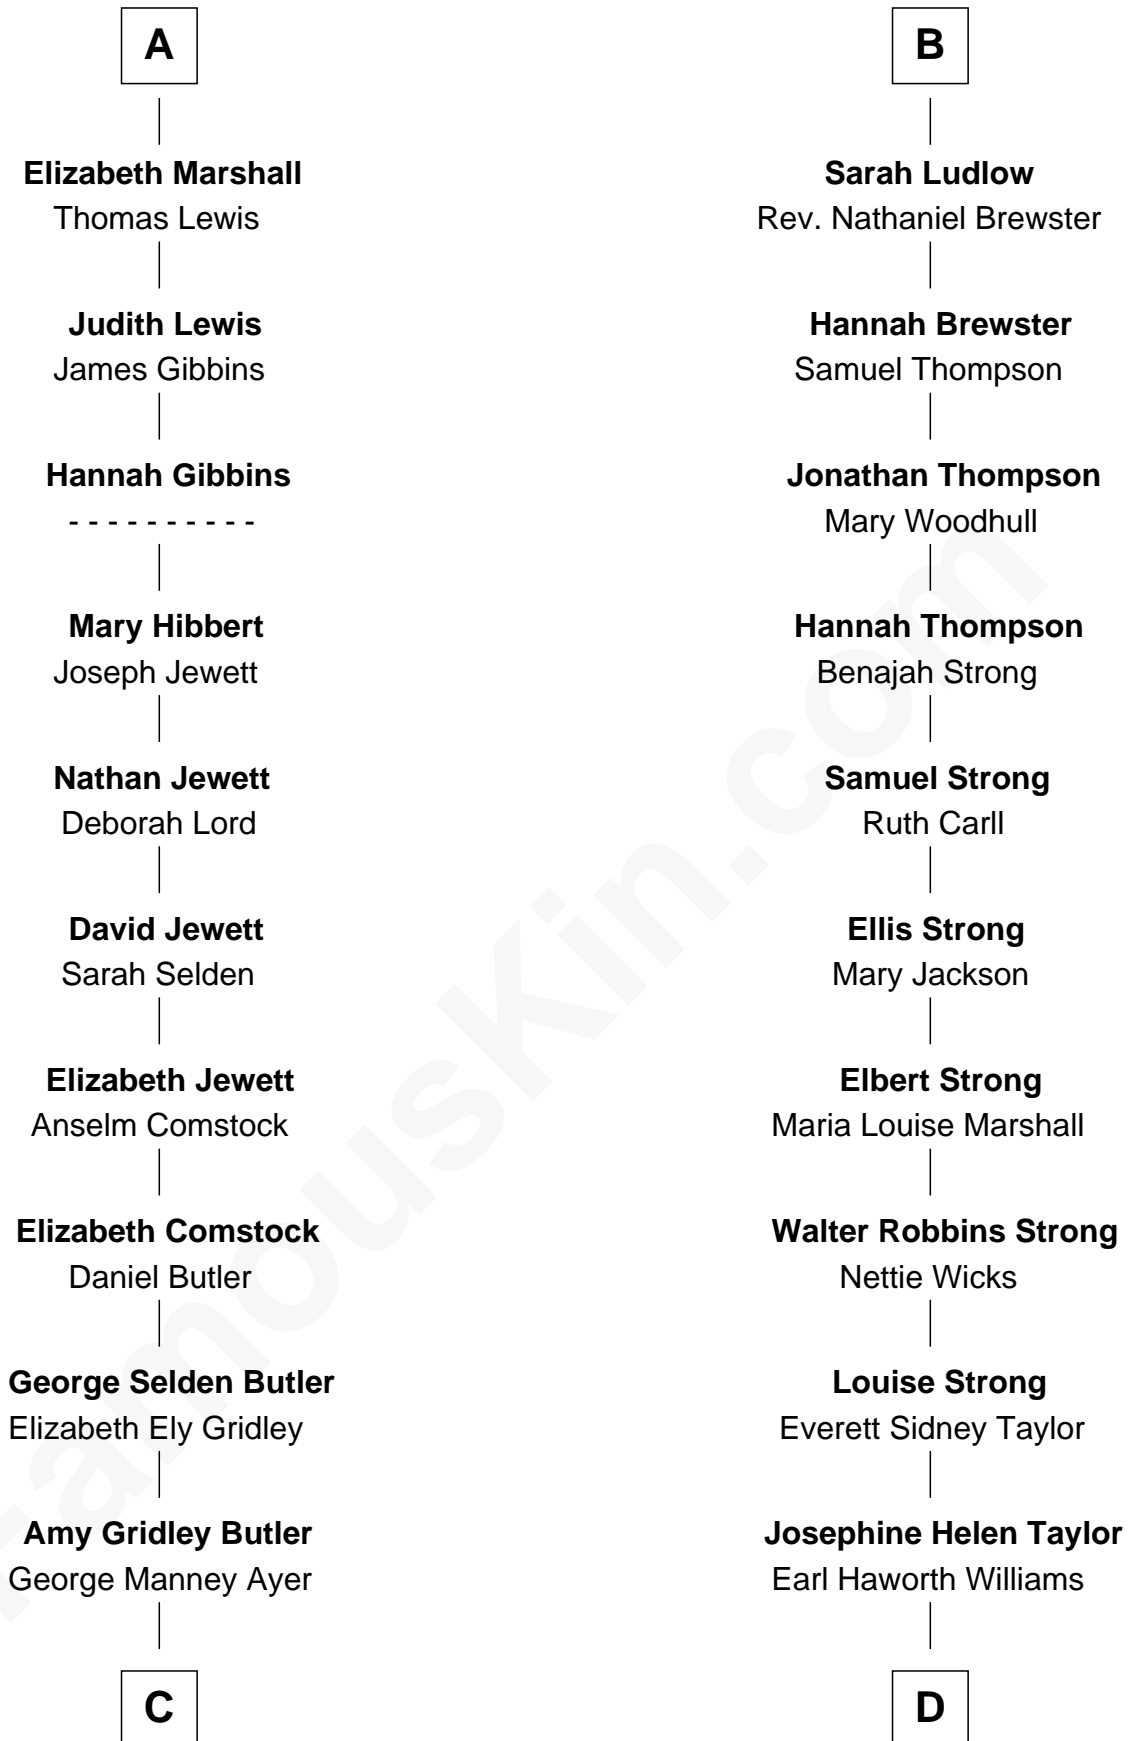 A
Elizabeth Marshall
Thomas Lewis
Judith Lewis
James Gibbins
Hannah Gibbins
- - - - - - - - - -
Mary Hibbert
Joseph Jewett
Nathan Jewett
Deborah Lord
David Jewett
Sarah Selden
Elizabeth Jewett
Anselm Comstock
Elizabeth Comstock
Daniel Butler
George Selden Butler
Elizabeth Ely Gridley
Amy Gridley Butler
George Manney Ayer
C
B
Sarah Ludlow
Rev. Nathaniel Brewster
Hannah Brewster
Samuel Thompson
Jonathan Thompson
Mary Woodhull
Hannah Thompson
Benajah Strong
Samuel Strong
Ruth Carll
Ellis Strong
Mary Jackson
Elbert Strong
Maria Louise Marshall
Walter Robbins Strong
Nettie Wicks
Louise Strong
Everett Sidney Taylor
Josephine Helen Taylor
Earl Haworth Williams
D
FamousKin.com